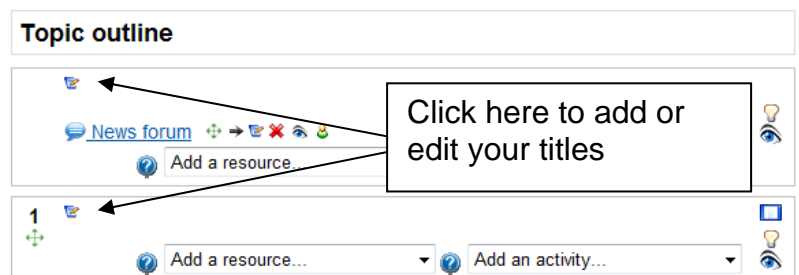 Topic outline
Click here to add or
edit your titles
News forum
Add a resource...
1
Add a resource... Add an activity...